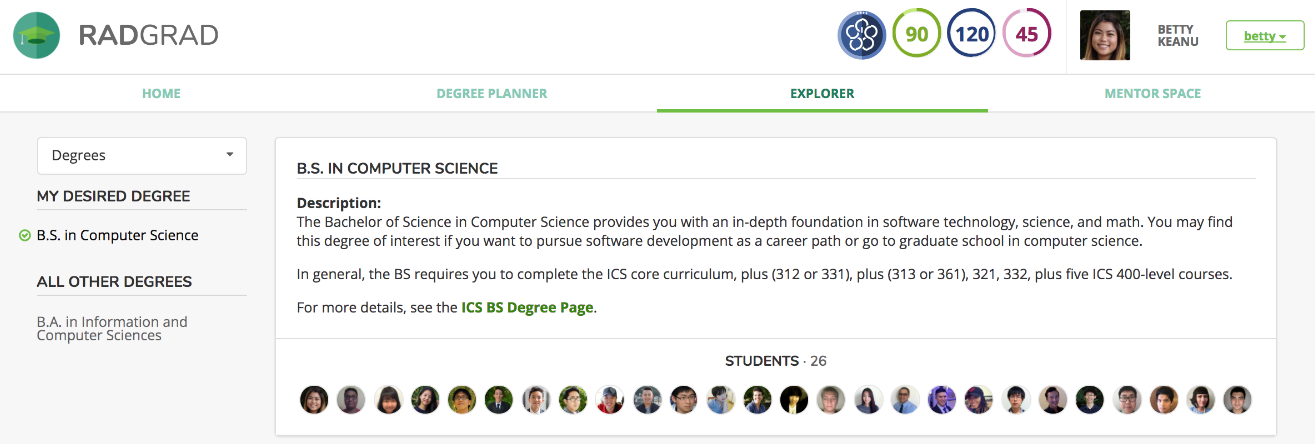 RADGRAD
90
120
45
BETTY
KEANU
betty
HOME
DEGREE PLANNER
EXPLORER
MENTOR SPACE
Degrees
MY DESIRED DEGREE
B.S. in Computer Science
ALL OTHER DEGREES
B.A. in Information and
Computer Sciences
B.S. IN COMPUTER SCIENCE
Description:
The Bachelor of Science in Computer Science provides you with an in-depth foundation in software technology, science, and math. You may find
this degree of interest if you want to pursue software development as a career path or go to graduate school in computer science.
In general, the BS requires you to complete the ICS core curriculum, plus (312 or 331), plus (313 or 361), 321, 332, plus five ICS 400-level courses.
For more details, see the ICS BS Degree Page.
STUDENTS · 26